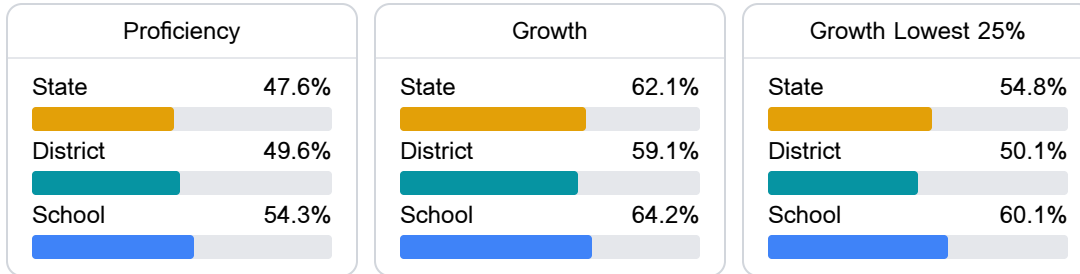 Proficiency
State 47.6%
District 49.6%
School 54.3%
Growth
State 62.1%
District 59.1%
School 64.2%
Growth Lowest 25%
State 54.8%
District 50.1%
School 60.1%